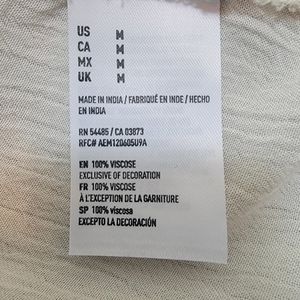 US M
CA M
MX M
UK M
MADE IN INDIA / FABRIQUÉ EN INDE / HECHO
EN INDIA
RN 54485 / CA 03873
RFC# AEM120605U9A
EN 100% VISCOSE
EXCLUSIVE OF DECORATION
FR 100% VISCOSE
À L'EXCEPTION DE LA GARNITURE
SP 100% viscosa
EXCEPTO LA DECORACIÓN